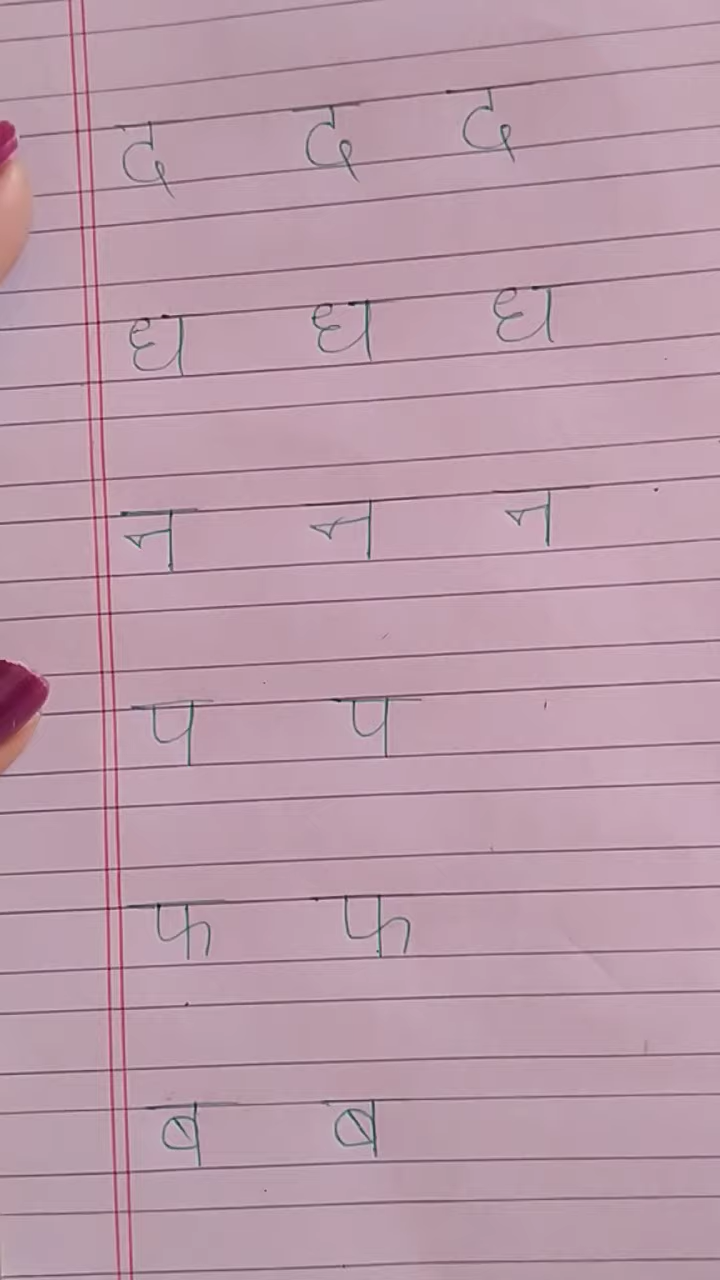 द द द
ध ध ध
न न न
प प
फ फ
ब ब